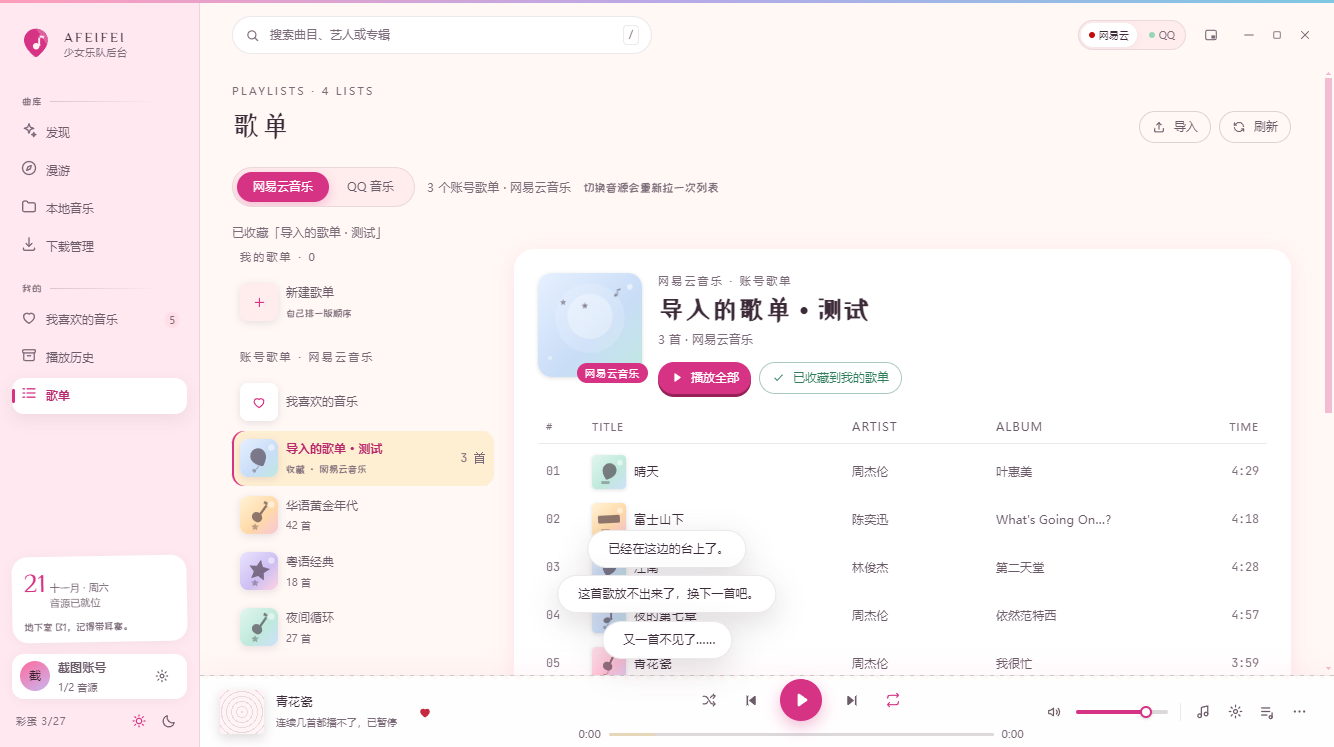 AFEIFEI
少女乐队后台
搜索曲目、艺人或专辑
/
网易云
QQ
曲库
发现
漫游
本地音乐
下载管理
我的
我喜欢的音乐
5
播放历史
歌单
PLAYLISTS · 4 LISTS
歌单
导入
刷新
网易云音乐
QQ 音乐
3 个账号歌单 · 网易云音乐
切换音源会重新拉一次列表
已收藏「导入的歌单 · 测试」
我的歌单 · 0
新建歌单
自己排一版顺序
账号歌单 · 网易云音乐
我喜欢的音乐
导入的歌单 · 测试
收藏 · 网易云音乐
3 首
华语黄金年代
42 首
粤语经典
18 首
夜间循环
27 首
网易云音乐 · 账号歌单
导入的歌单 · 测试
3 首 · 网易云音乐
网易云音乐
播放全部
已收藏到我的歌单
# TITLE ARTIST ALBUM TIME
01 晴天 周杰伦 叶惠美 4:29
02 富士山下 陈奕迅 What's Going On...? 4:18
03 江南 林俊杰 第二天堂 4:28
04 夜的第七章 周杰伦 依然范特西 4:57
05 青花瓷 周杰伦 我很忙 3:59
已经在这边的台上了。
这首歌放不出来了，换下一首吧。
又一首不见了……
21 十一月 · 周六
音源已就位
地下室 B1，记得带耳塞。
截
截图账号
1/2 音源
彩蛋 3/27
青花瓷
连续几首都播不了，已暂停
0:00
0:00